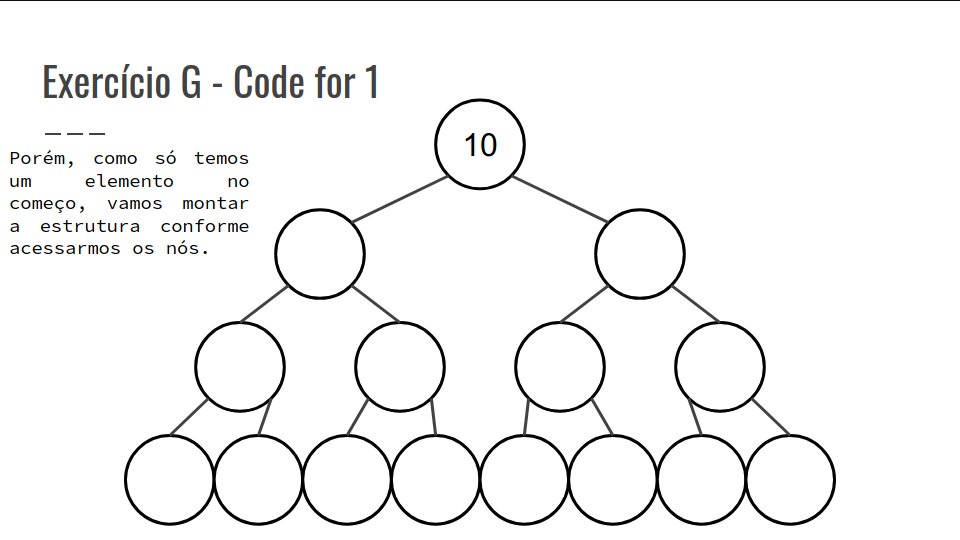 Exercício G - Code for 1
10
Porém, como só temos
um elemento no
começo, vamos montar
a estrutura conforme
acessarmos os nós.